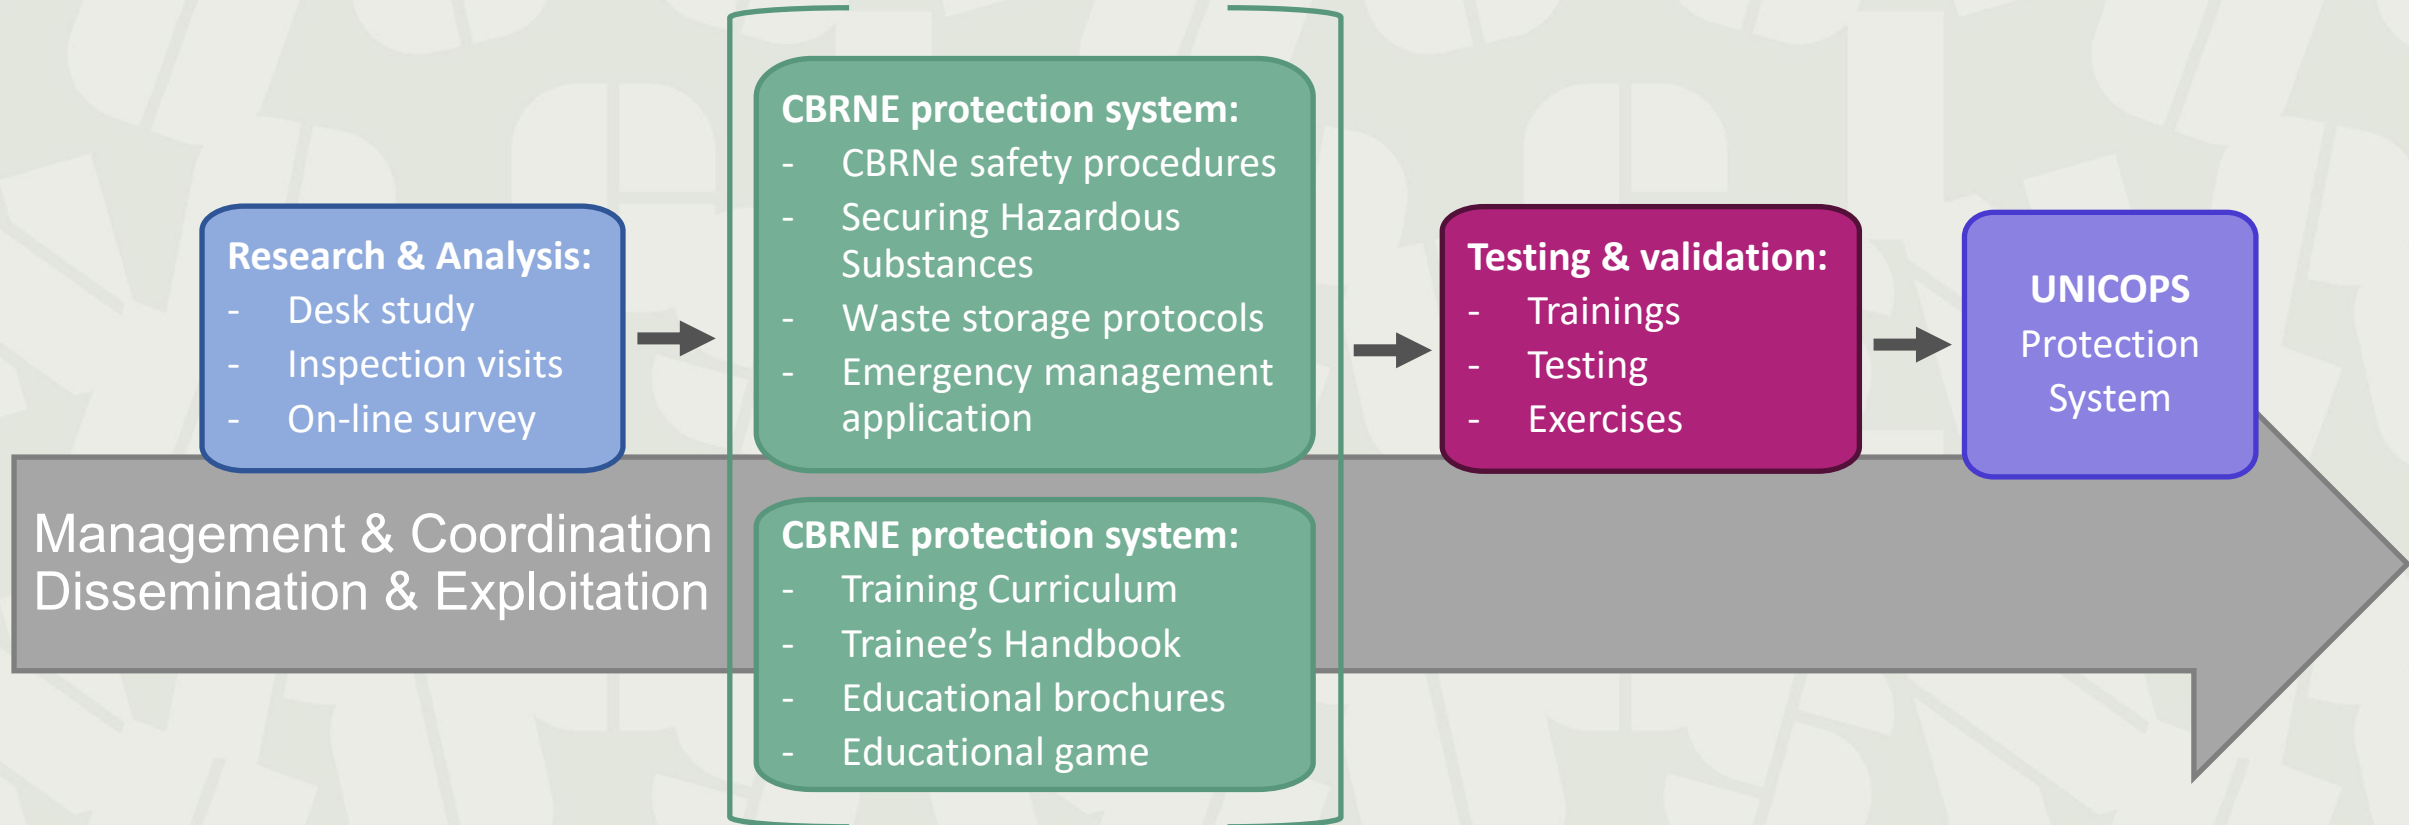 Research & Analysis:
- Desk study
- Inspection visits
- On-line survey
CBRNE protection system:
- CBRNe safety procedures
- Securing Hazardous
Substances
- Waste storage protocols
- Emergency management
application
CBRNE protection system:
- Training Curriculum
- Trainee’s Handbook
- Educational brochures
- Educational game
Testing & validation:
- Trainings
- Testing
- Exercises
UNICOPS
Protection
System
Management & Coordination
Dissemination & Exploitation